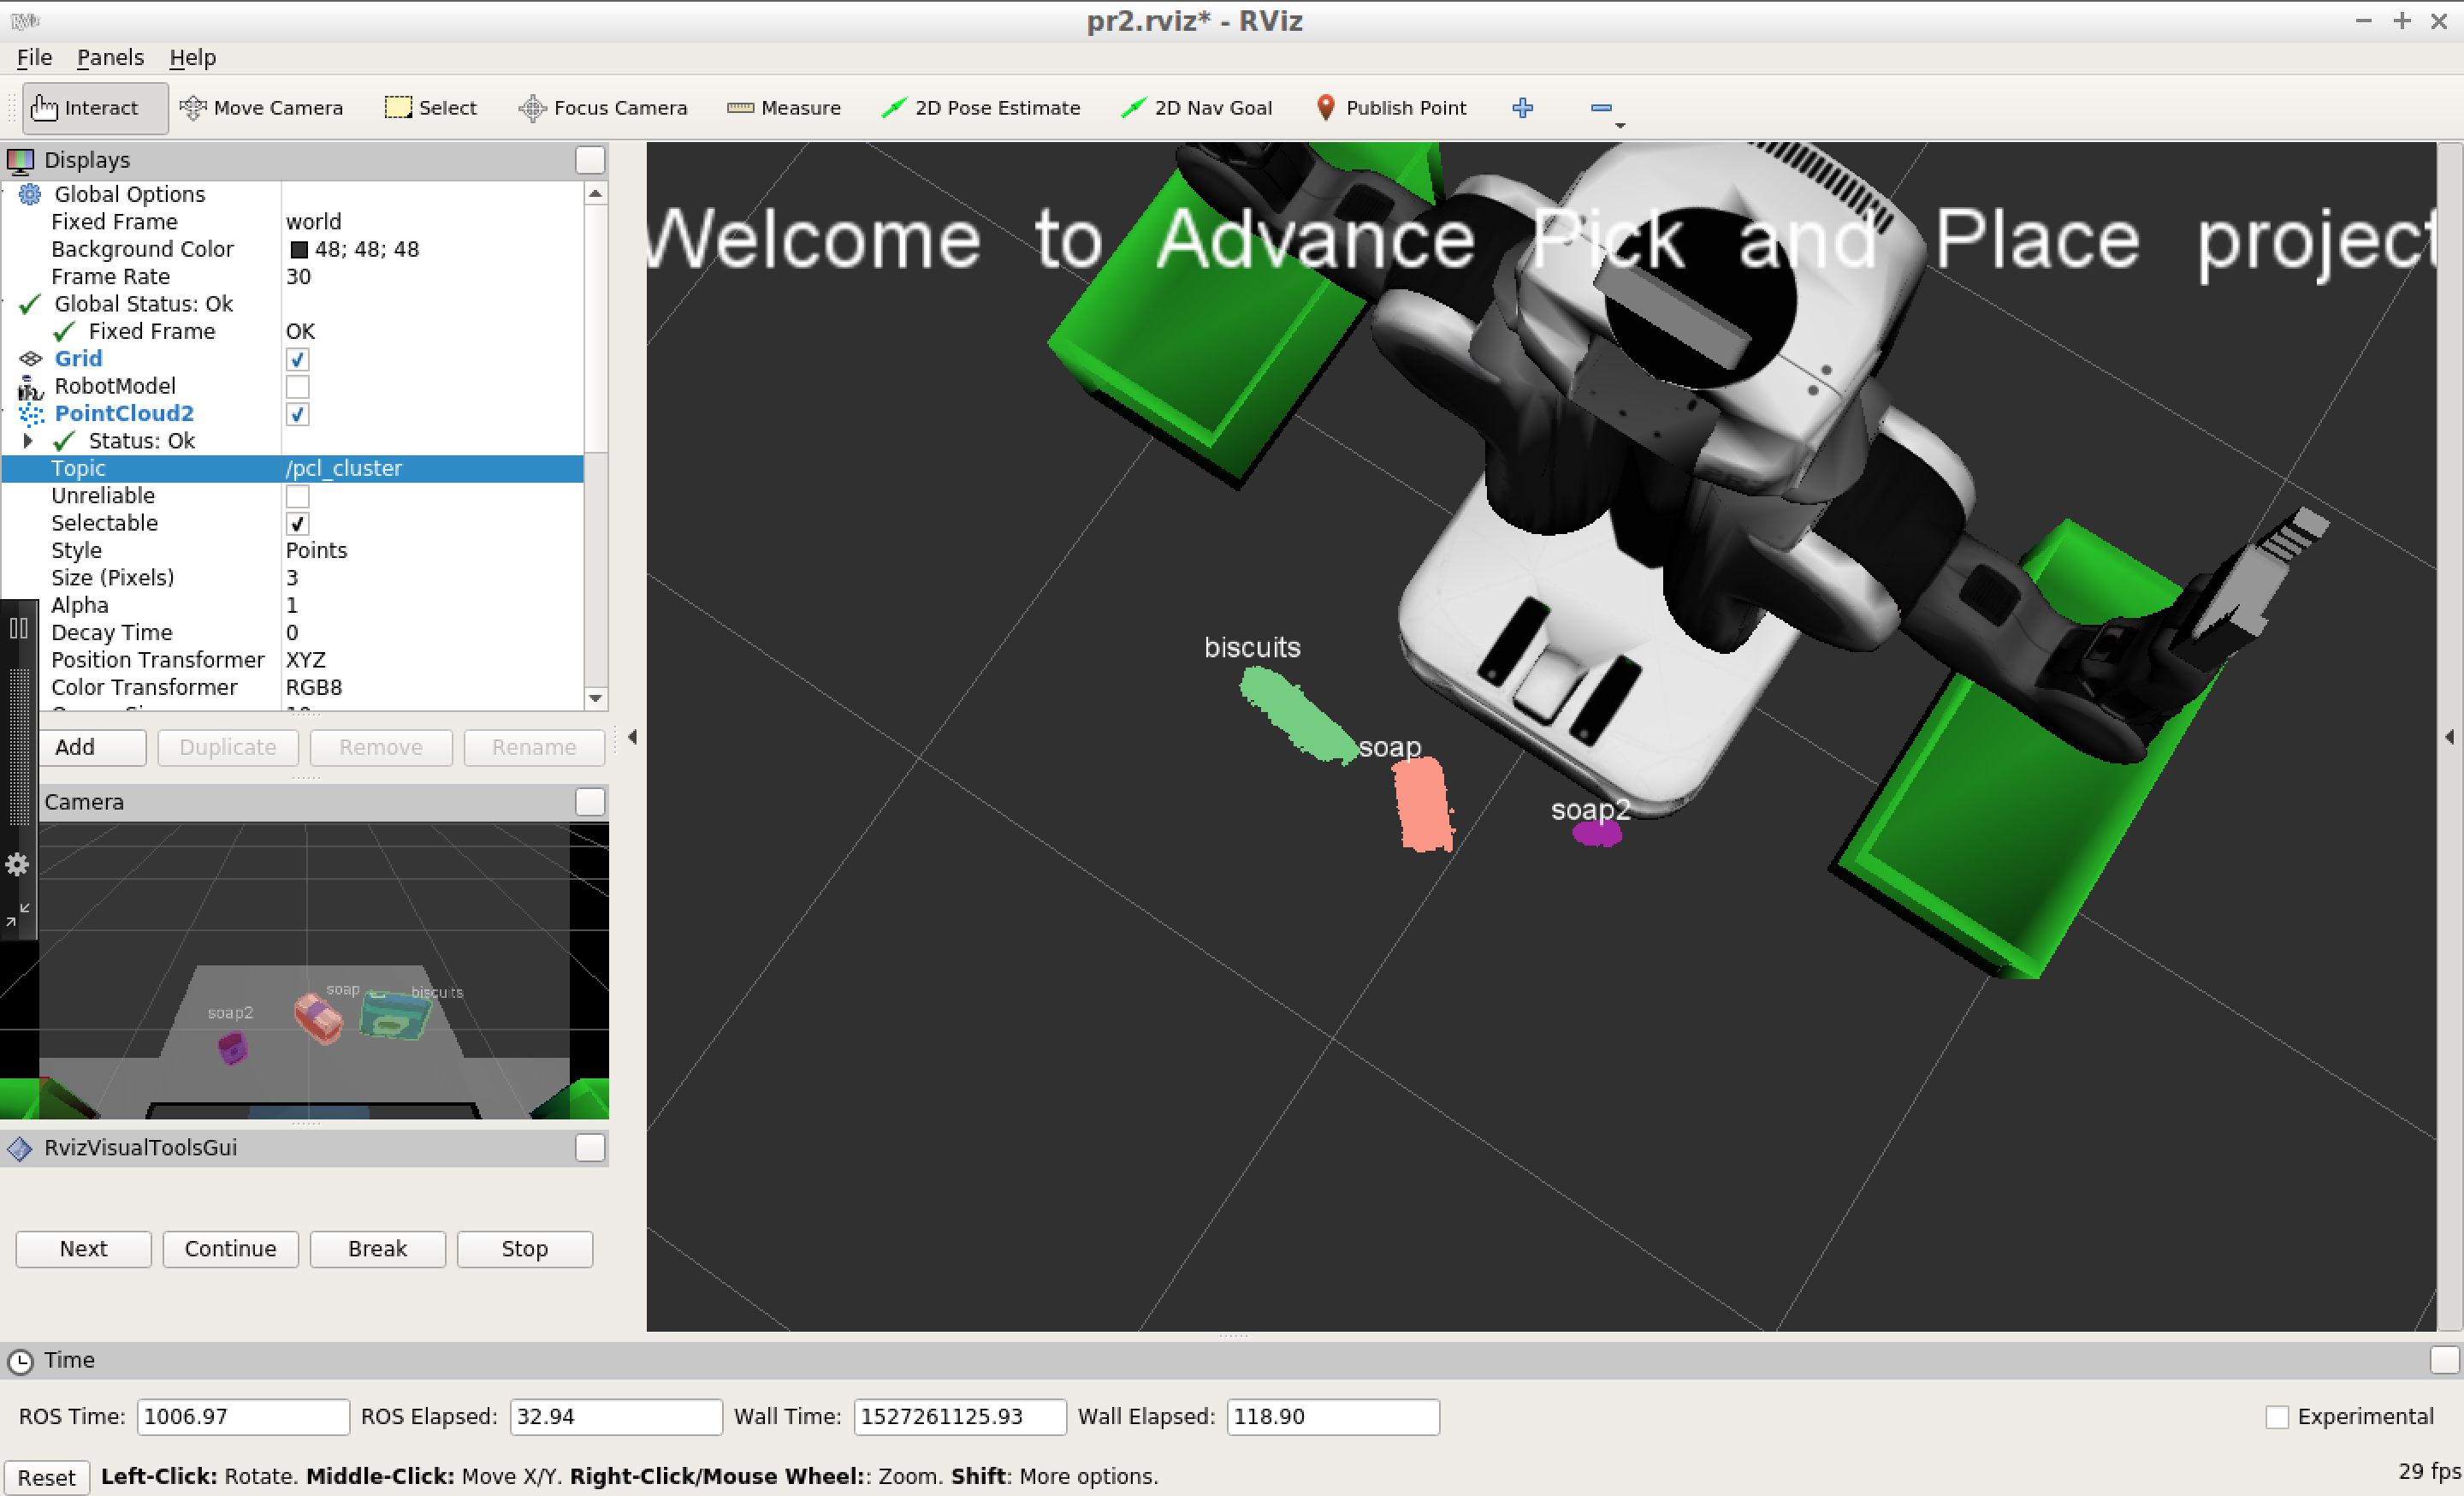 pr2.rviz* - RViz
File Panels Help
Interact Move Camera Select Focus Camera Measure 2D Pose Estimate 2D Nav Goal Publish Point
Displays
Global Options
Fixed Frame world
Background Color 48; 48; 48
Frame Rate 30
Global Status: Ok
Fixed Frame OK
Grid
RobotModel
PointCloud2
Status: Ok
Topic /pcl_cluster
Unreliable
Selectable
Style Points
Size (Pixels) 3
Alpha 1
Decay Time 0
Position Transformer XYZ
Color Transformer RGB8
Add Duplicate Remove Rename
Camera
soap biscuits
soap2
RvizVisualToolsGui
Next Continue Break Stop
Welcome to Advance Pick and Place project
biscuits
soap
soap2
Time
ROS Time: 1006.97 ROS Elapsed: 32.94 Wall Time: 1527261125.93 Wall Elapsed: 118.90 Experimental
Reset Left-Click: Rotate. Middle-Click: Move X/Y. Right-Click/Mouse Wheel:: Zoom. Shift: More options. 29 fps